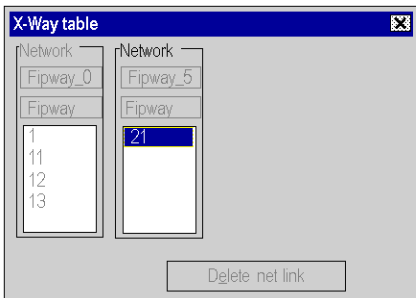 X-Way table
Network Network
Fipway_0 Fipway_5
Fipway Fipway
1 21
11
12
13
Delete net link